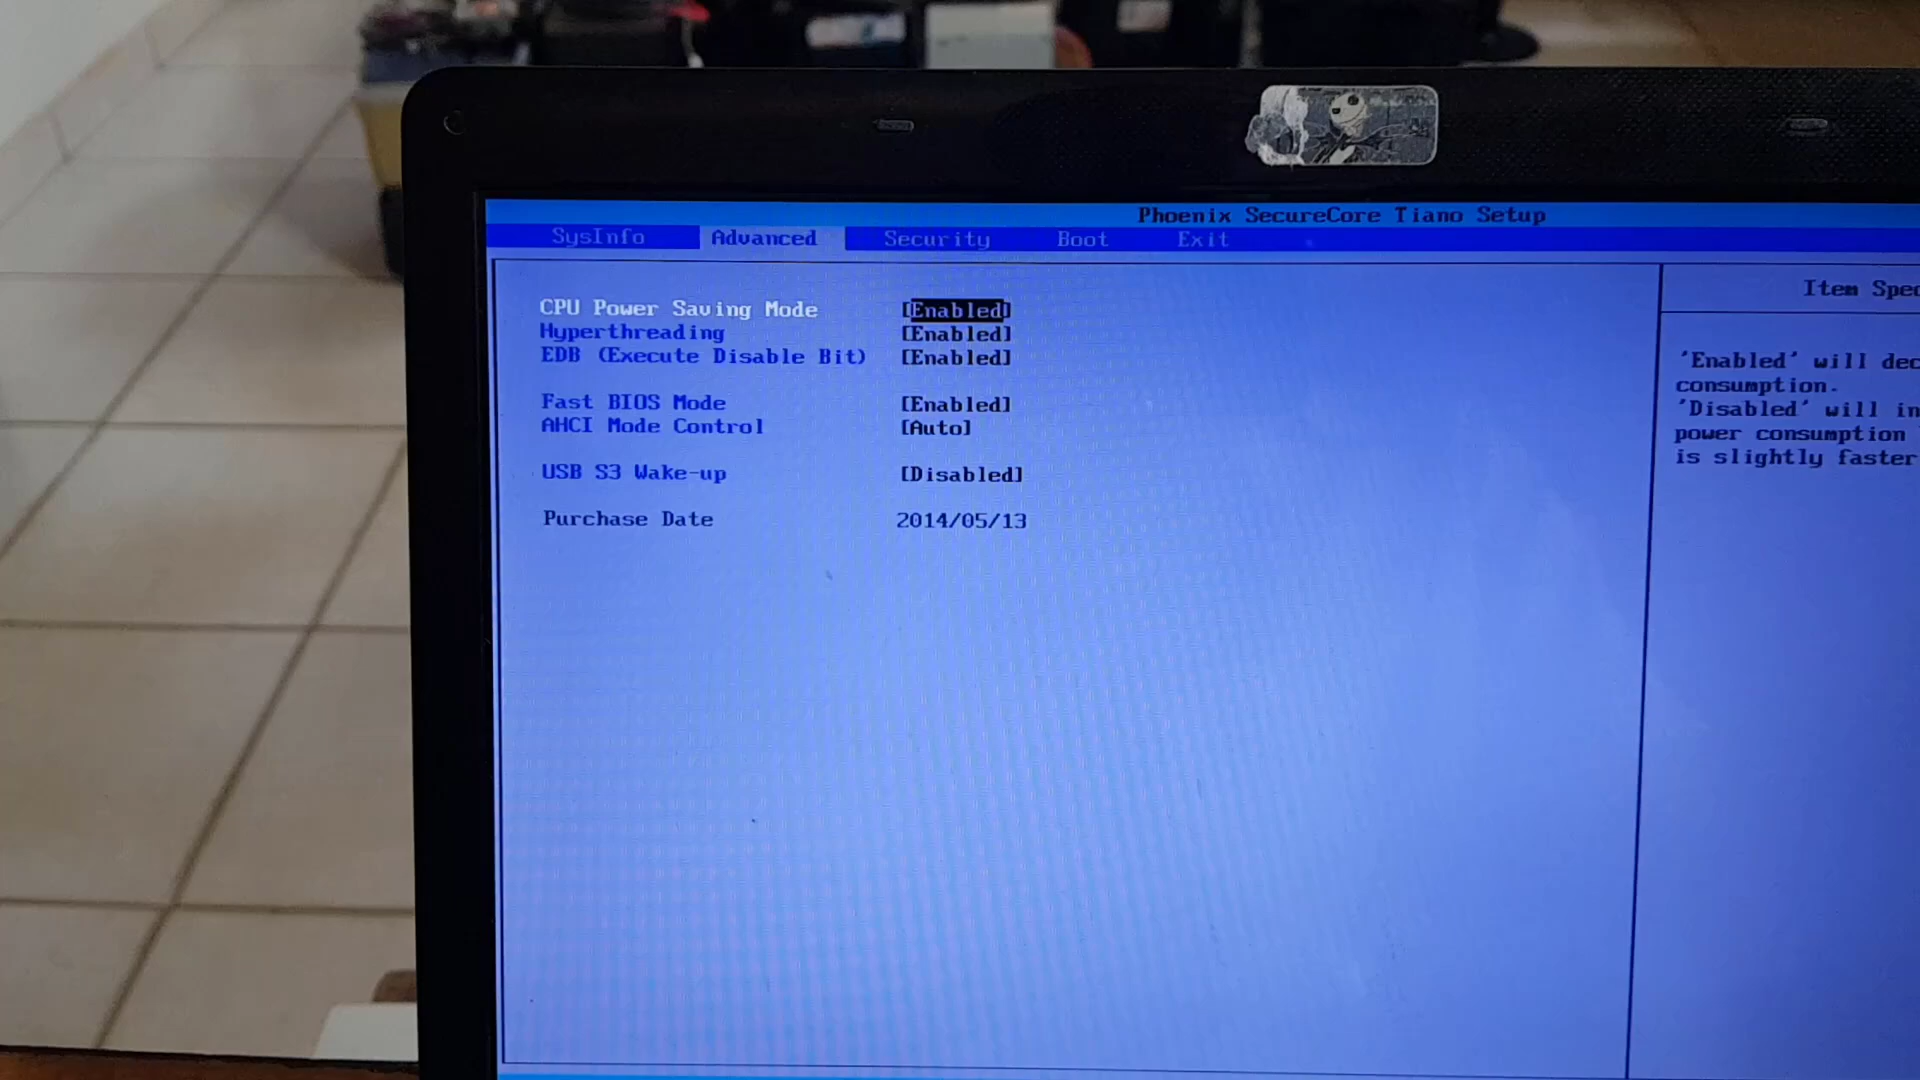 Phoenix SecureCore Tiano Setup
SysInfo Advanced Security Boot Exit
CPU Power Saving Mode [Enabled]
Hyperthreading [Enabled]
EDB (Execute Disable Bit) [Enabled]
Fast BIOS Mode [Enabled]
AHCI Mode Control [Auto]
USB S3 Wake-up [Disabled]
Purchase Date 2014/05/13
Item Spec
'Enabled' will dec
consumption.
'Disabled' will in
power consumption
is slightly faster